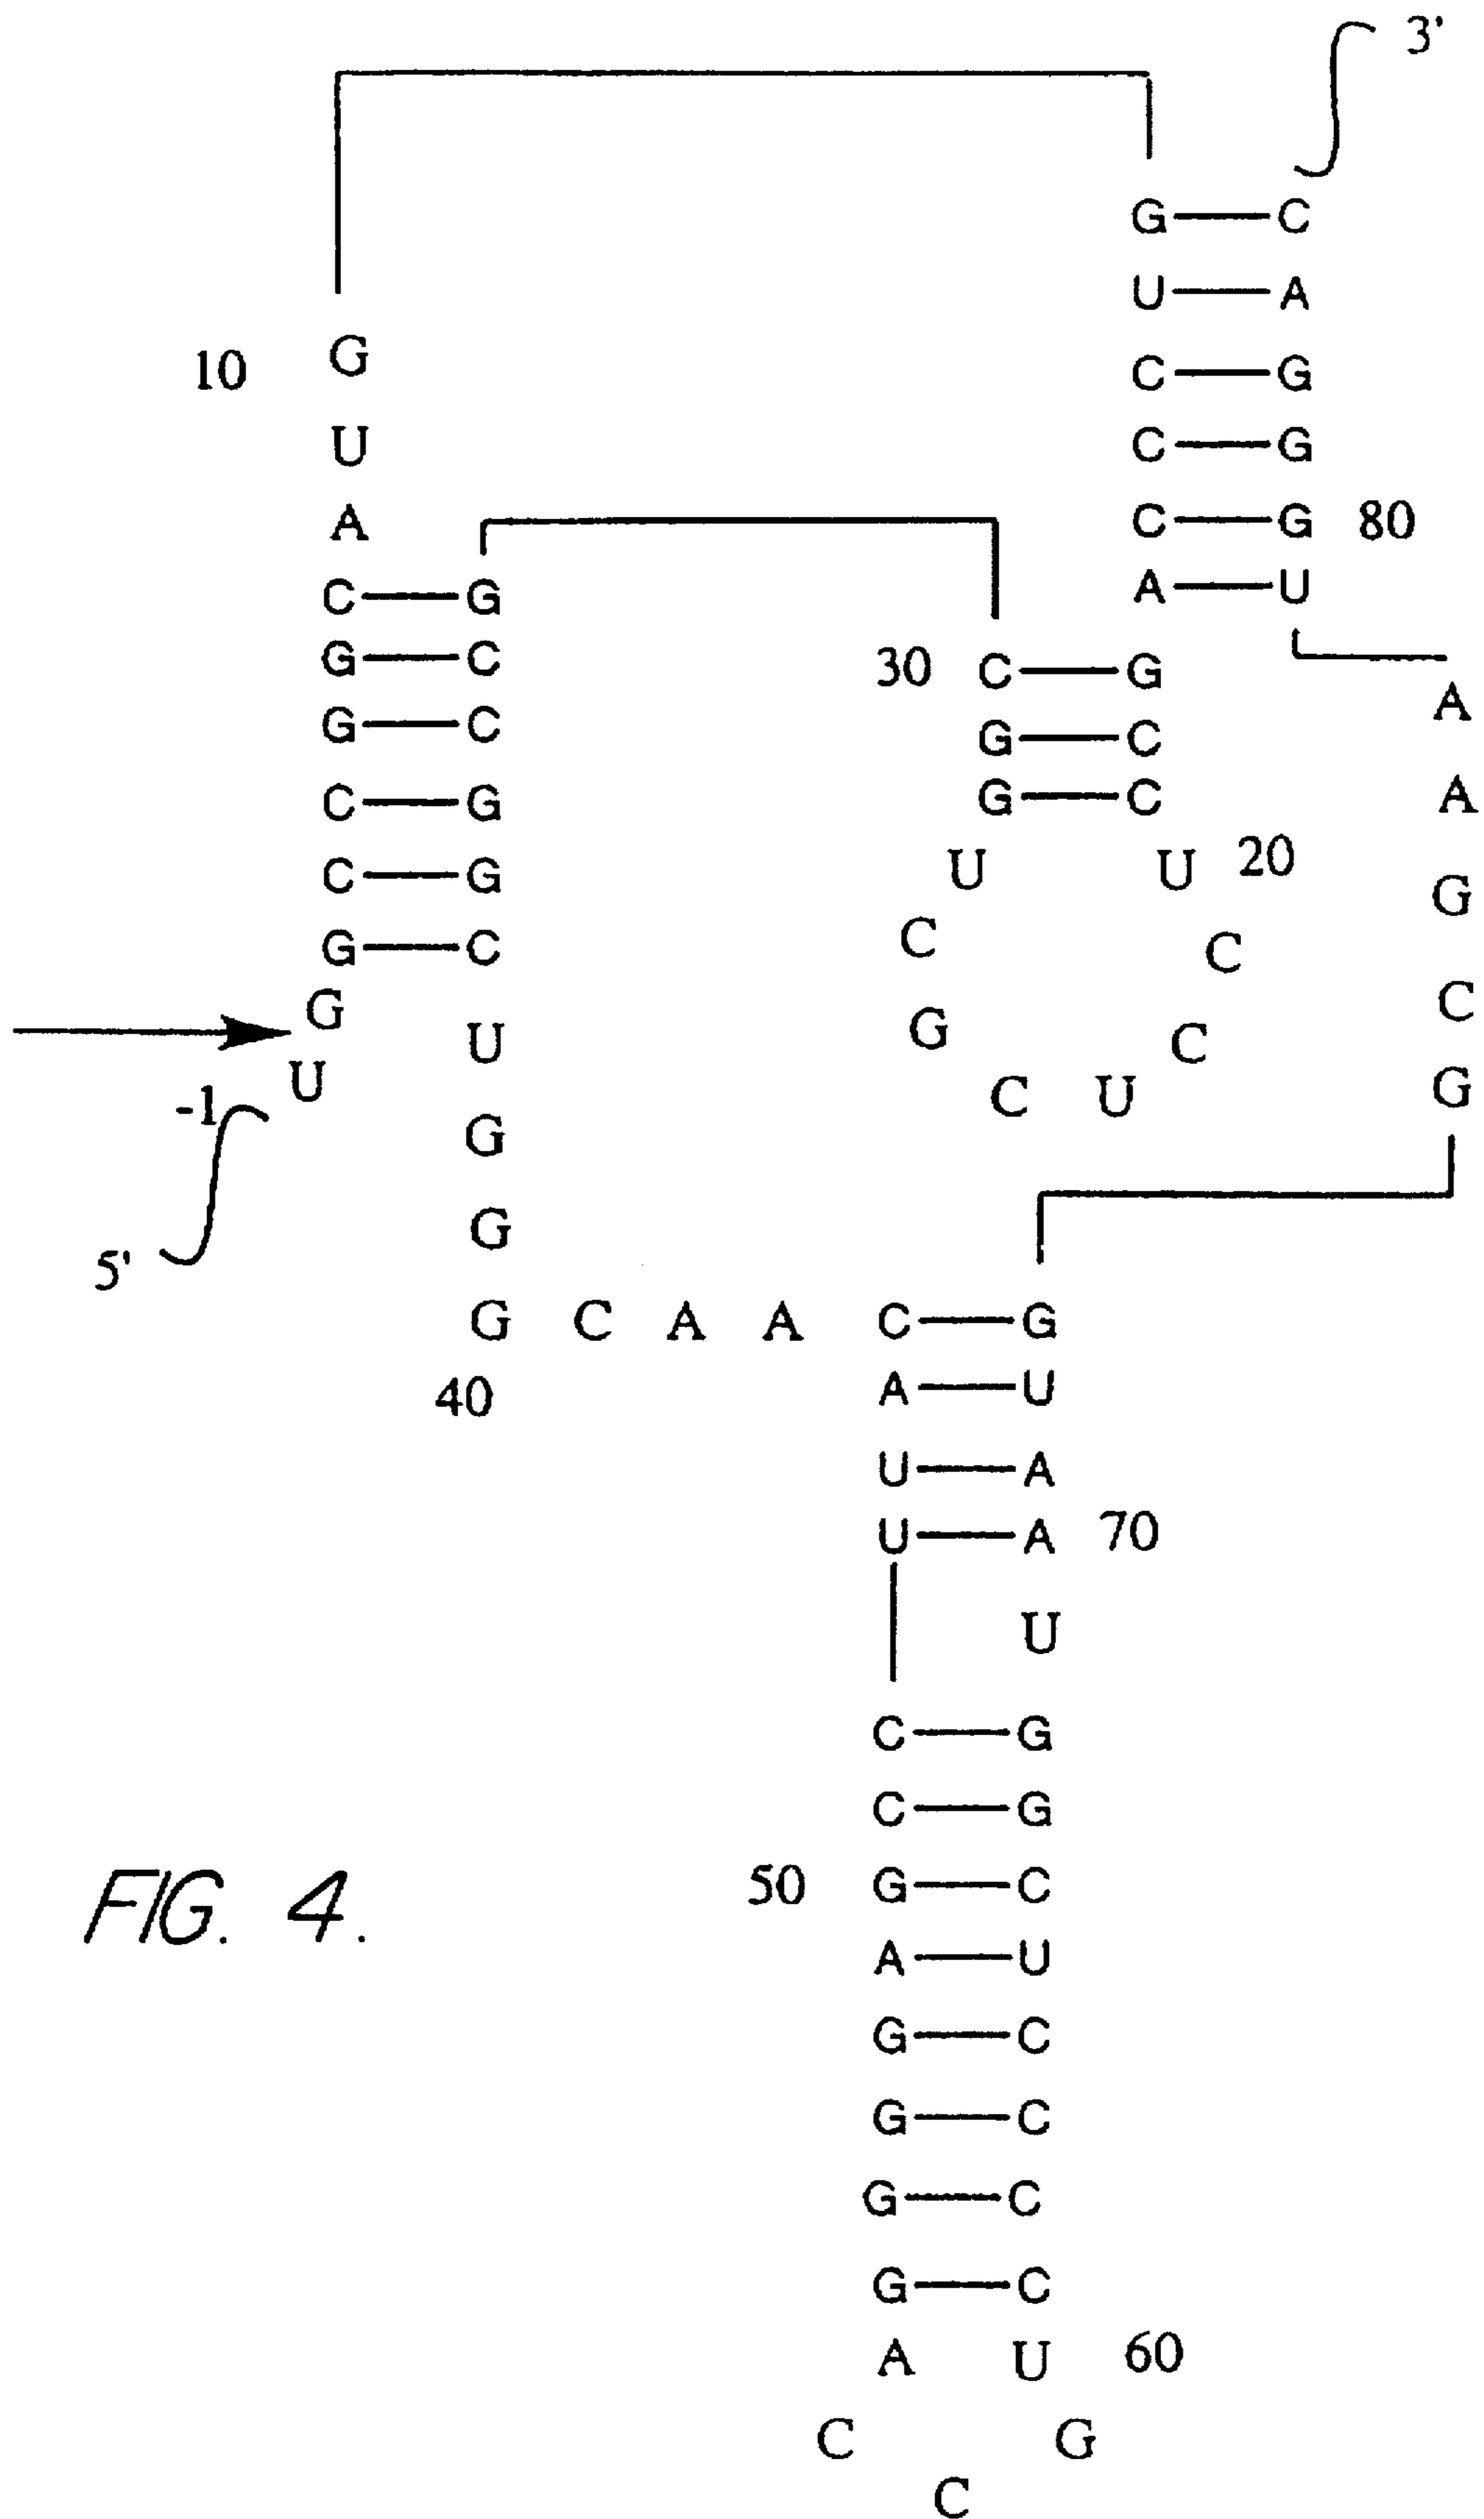 3'
G C
U A
10 G C G
U C G
A C G 80
C G A U
G C 30 C G A
G C G C
C G G C A
C G U U 20 G
G C C C
G U G C C
U C U G
-1
G
5' G
G C A A C G
40 A U
U A
U A 70
U
C G
C G
50 G C
FIG. 4.
A U
G C
G C
G C
G C
A U 60
C G
C